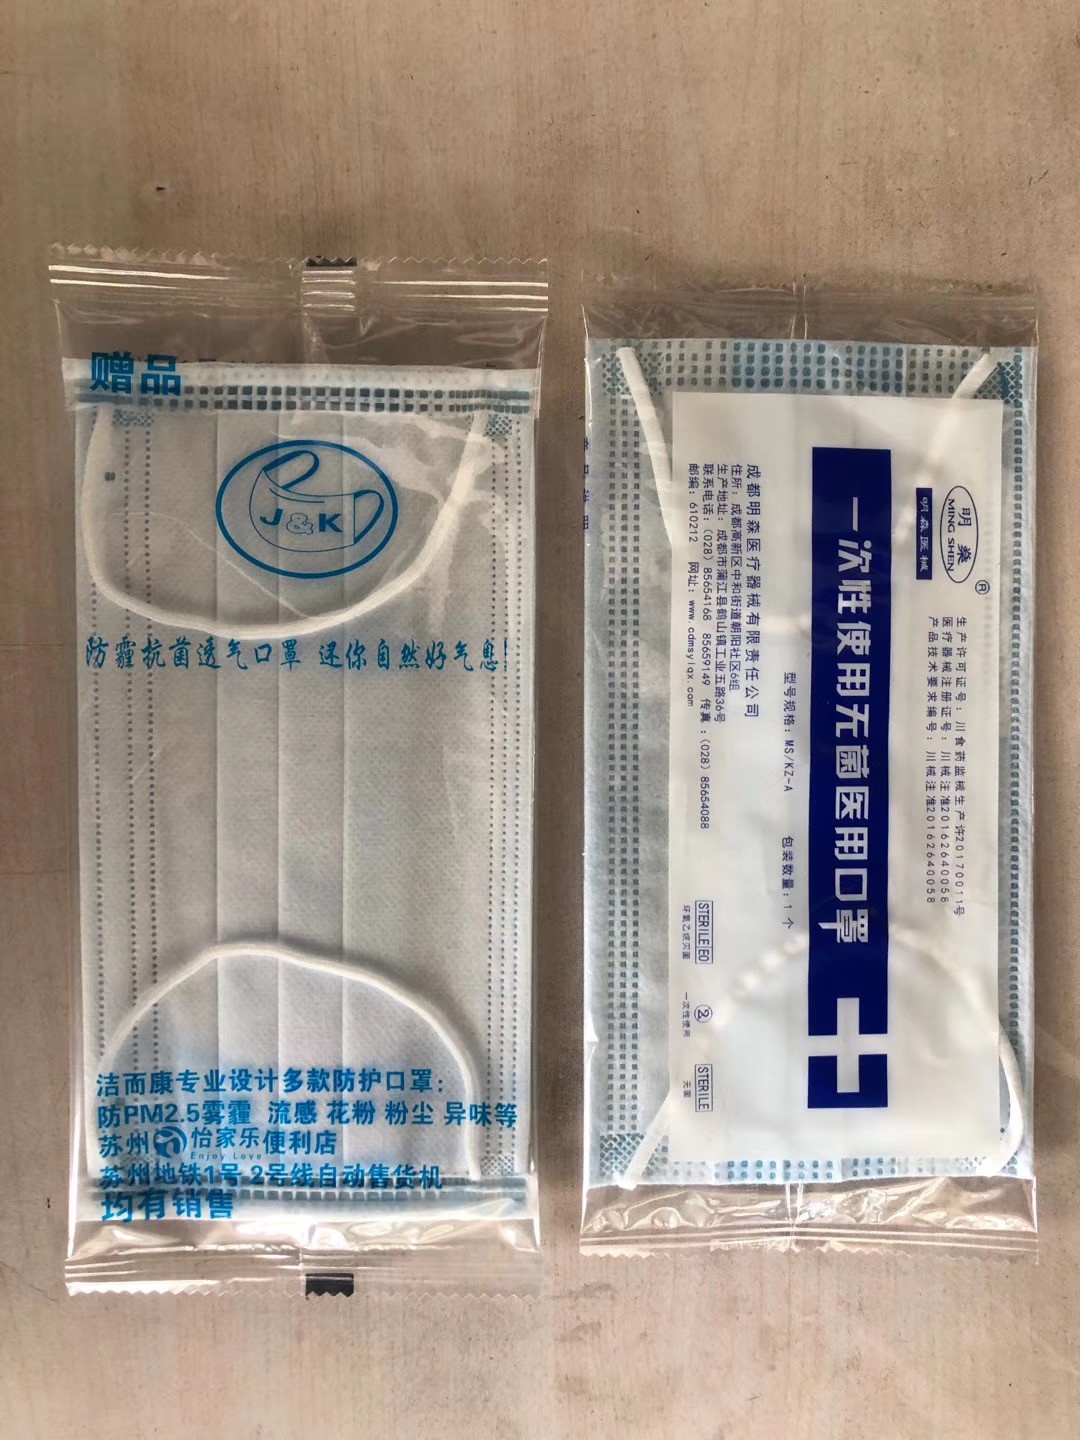 赠品
J&K
防霾抗菌透气口罩 还你自然好气息!
洁而康专业设计多款防护口罩:
防PM2.5雾霾 流感 花粉 粉尘 异味等
苏州 怡家乐便利店
Enjoy Love
苏州地铁1号 2号线自动售货机
均有销售
明燊
MING SHEN
®
明森医械
生产许可证号:川食药监械生产许20170011号
医疗器械注册证号:川械注准20162640058
产品技术要求编号:川械注准20162640058
一次性使用无菌医用口罩
型号规格:MS/KZ-A 包装数量:1个
成都明森医疗器械有限责任公司
住所:成都高新区中和街道朝阳社区6组
生产地址:成都市蒲江县鹤山镇工业五路36号
联系电话:(028)85654168 85659149 传真:(028)85654088
邮编:610212 网址:www.cdmsylqx.com
STERILE EO
环氧乙烷灭菌
2
一次性使用
STERILE
无菌